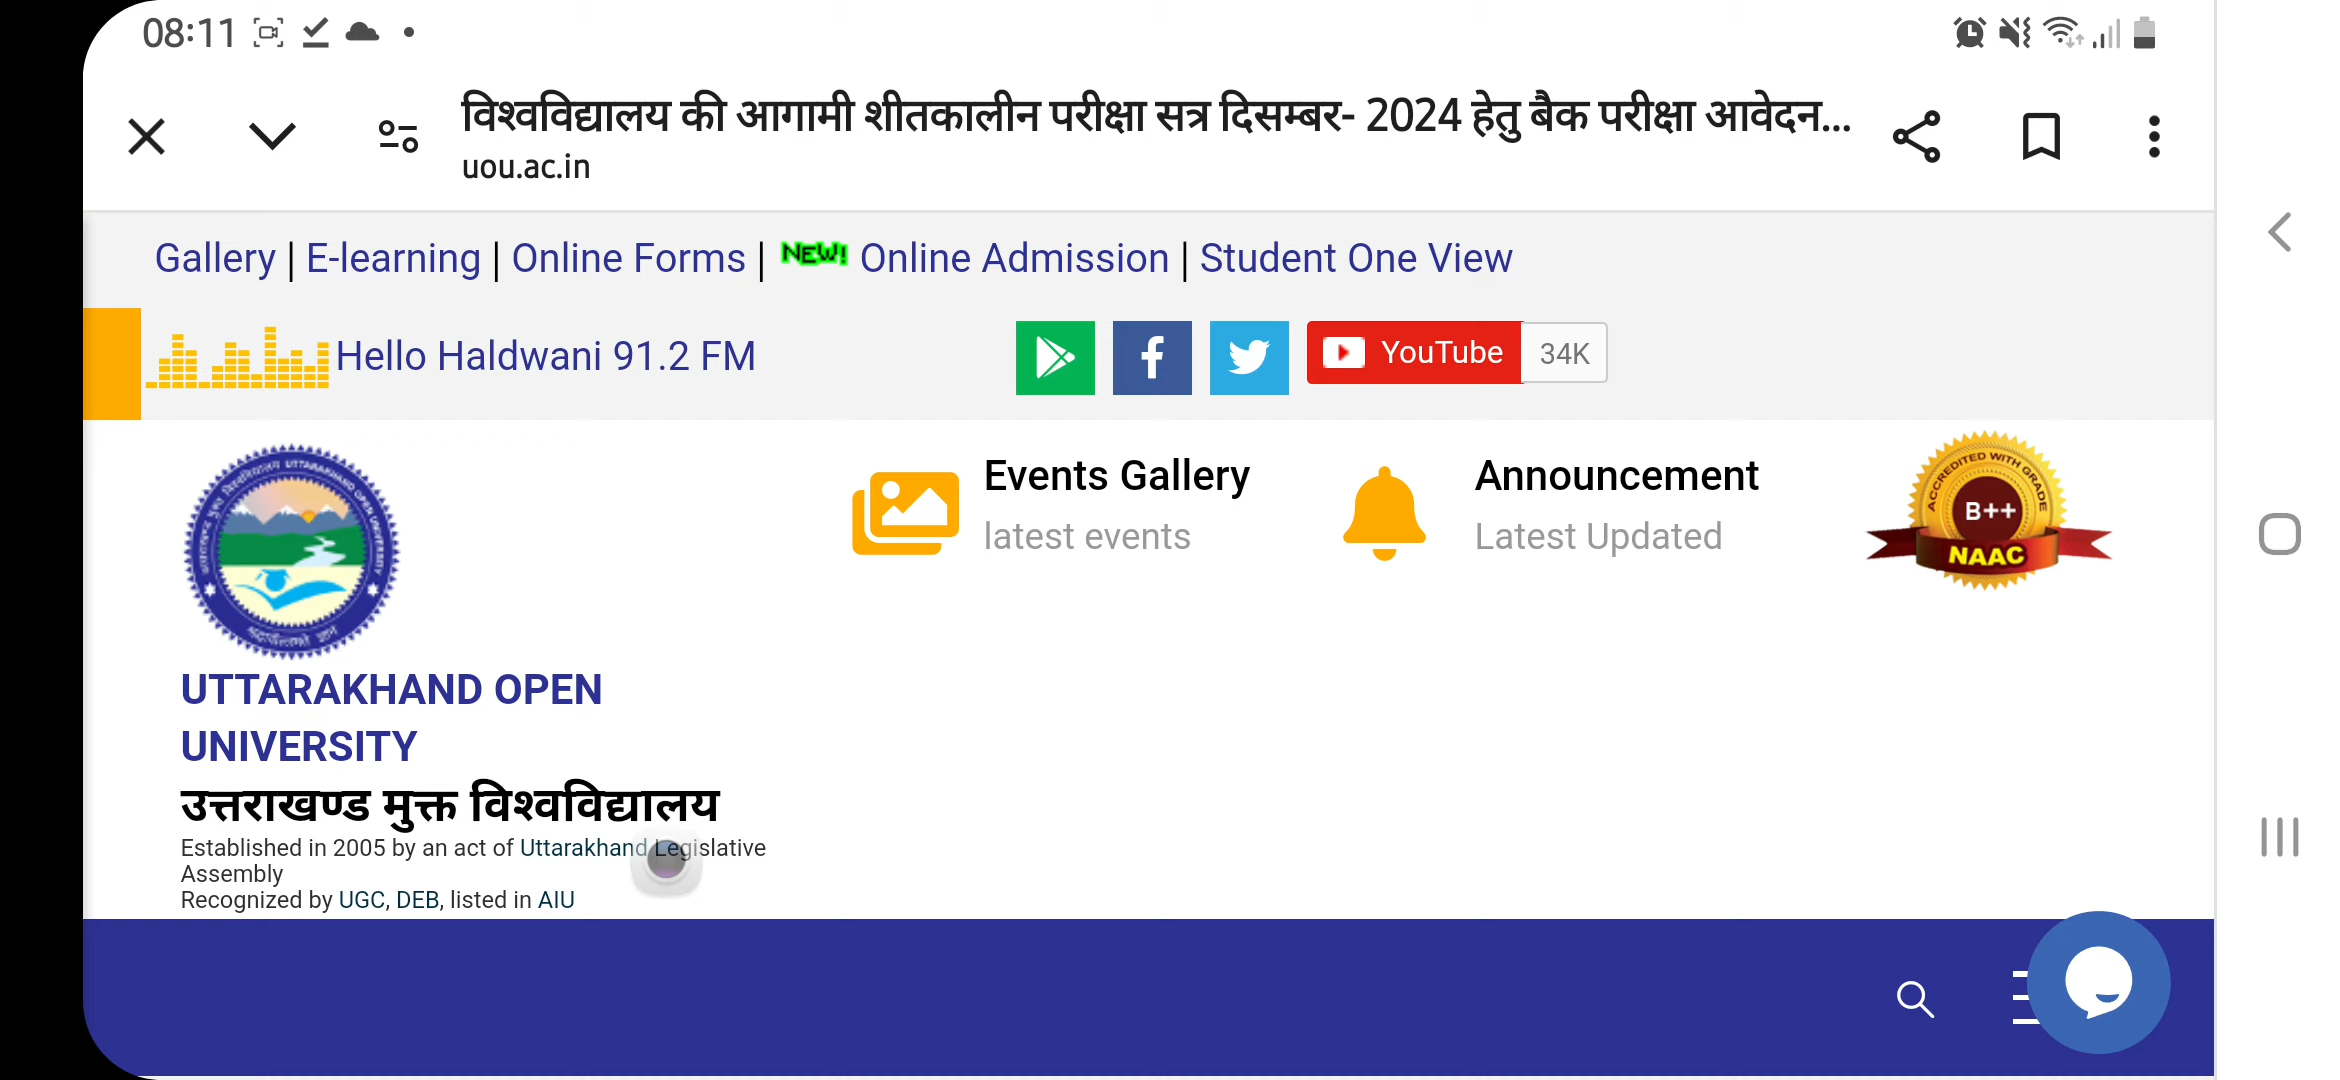 08:11
विश्वविद्यालय की आगामी शीतकालीन परीक्षा सत्र दिसम्बर- 2024 हेतु बैक परीक्षा आवेदन...
uou.ac.in
Gallery | E-learning | Online Forms | NEW! Online Admission | Student One View
Hello Haldwani 91.2 FM
YouTube 34K
Events Gallery
latest events
Announcement
Latest Updated
ACCREDITED WITH GRADE
B++
NAAC
UTTARAKHAND OPEN
UNIVERSITY
उत्तराखण्ड मुक्त विश्वविद्यालय
Established in 2005 by an act of Uttarakhand Legislative
Assembly
Recognized by UGC, DEB, listed in AIU